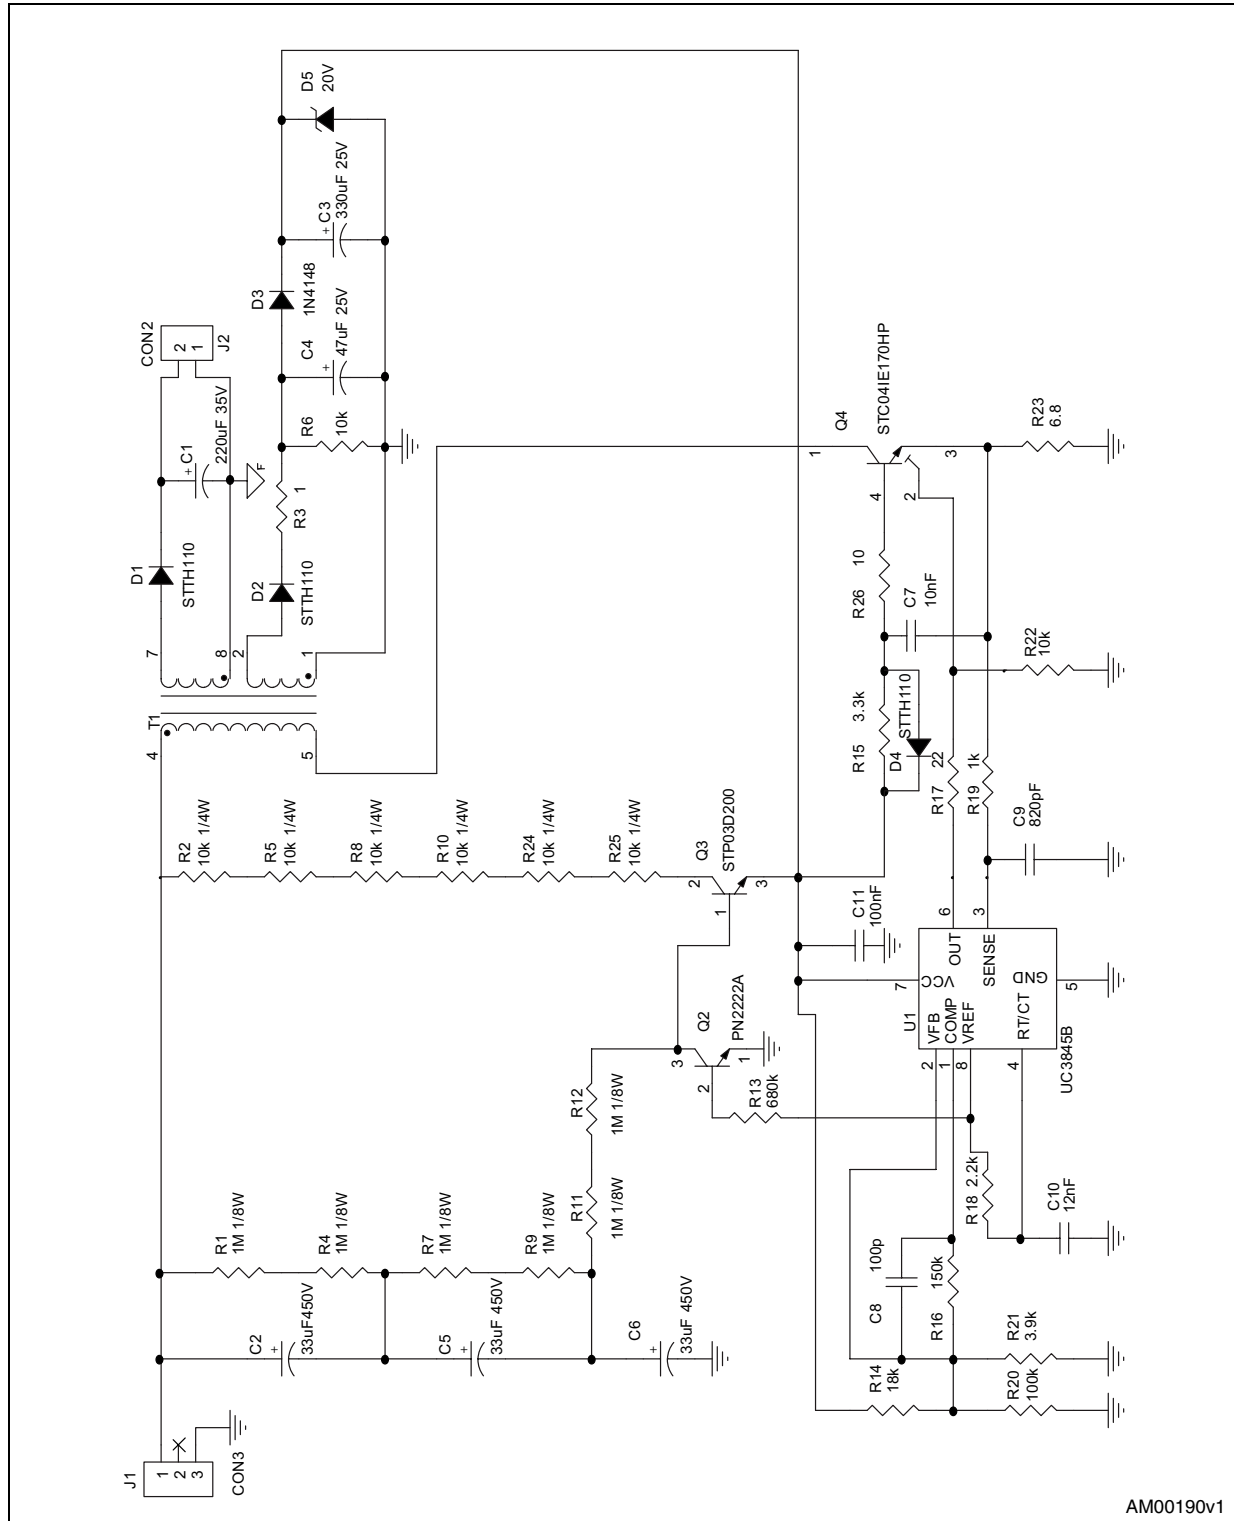 J1
CON3
1
2
3
C2
33uF450V
C5
33uF 450V
C6
33uF 450V
R1
1M 1/8W
R4
1M 1/8W
R7
1M 1/8W
R9
1M 1/8W
R11
1M 1/8W
R12
1M 1/8W
T1
4
5
7
8
2
1
D1
STTH110
C1
220uF 35V
+
CON2
2
1
J2
F
D2
STTH110
R3
1
R6
10k
C4
47uF 25V
+
D3
1N4148
C3
330uF 25V
+
D5
20V
R2
10k 1/4W
R5
10k 1/4W
R8
10k 1/4W
R10
10k 1/4W
R24
10k 1/4W
R25
10k 1/4W
Q3
STP03D200
2
1
3
Q2
PN2222A
3
2
1
R13
680k
C11
100nF
U1
UC3845B
VFB
COMP
VREF
RT/CT
VCC
OUT
SENSE
GND
2
1
8
4
7
6
3
5
R15
3.3k
D4
STTH110
R26
10
C7
10nF
Q4
STC04IE170HP
1
4
2
3
R23
6.8
R22
10k
R17
22
R19
1k
C9
820pF
R18
2.2k
C10
12nF
C8
100p
R16
150k
R14
18k
R21
3.9k
R20
100k
+
+
+
AM00190v1